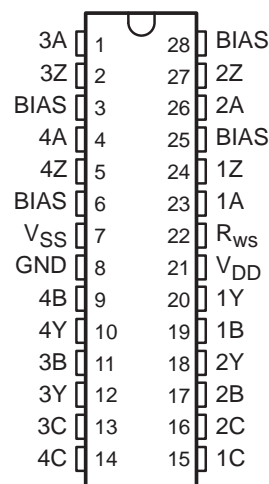 3A 1 28 BIAS
3Z 2 27 2Z
BIAS 3 26 2A
4A 4 25 BIAS
4Z 5 24 1Z
BIAS 6 23 1A
VSS 7 22 Rws
GND 8 21 VDD
4B 9 20 1Y
4Y 10 19 1B
3B 11 18 2Y
3Y 12 17 2B
3C 13 16 2C
4C 14 15 1C